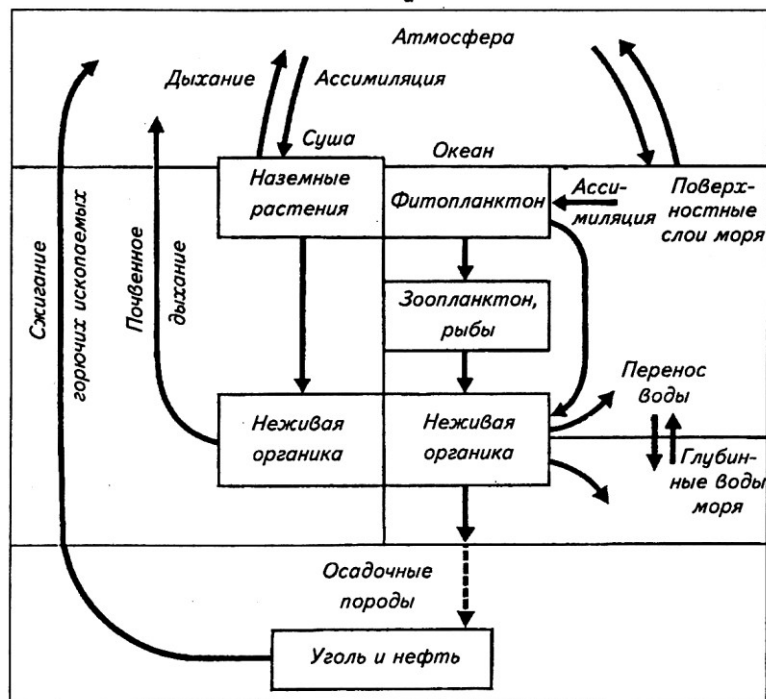 Атмосфера
Дыхание
Ассимиляция
Суша
Океан
Наземные
растения
Фитопланктон
Асси-
миляция
Поверх-
ностные
слои моря
Сжигание
горючих ископаемых
Почвенное
дыхание
Зоопланктон,
рыбы
Перенос
воды
Неживая
органика
Неживая
органика
Глубин-
ные воды
моря
Осадочные
породы
Уголь и нефть